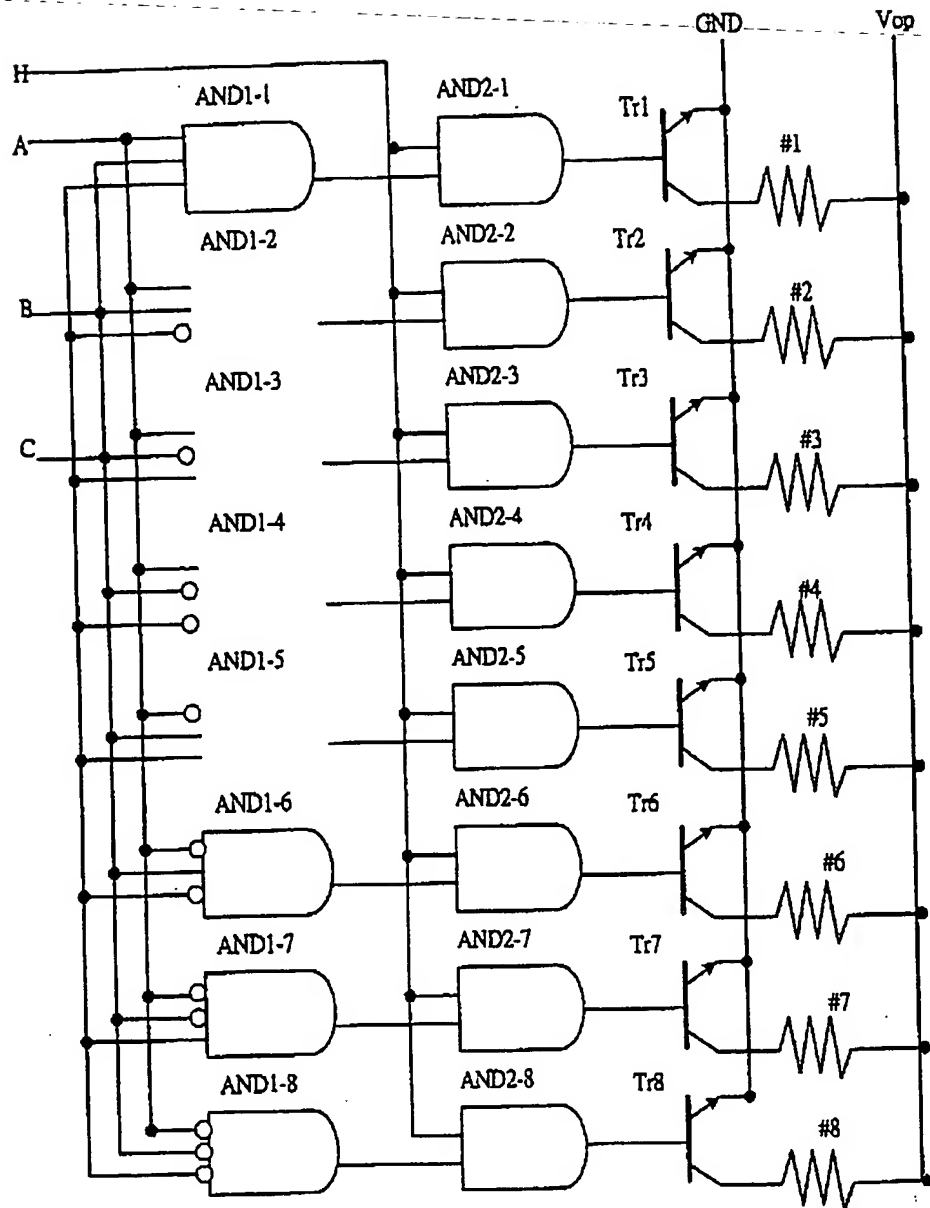 GND Vop
H
AND1-1 AND2-1 Tr1
A #1
AND1-2 AND2-2 Tr2
B #2
AND1-3 AND2-3 Tr3
C #3
AND1-4 AND2-4 Tr4
#4
AND1-5 AND2-5 Tr5
#5
AND1-6 AND2-6 Tr6
#6
AND1-7 AND2-7 Tr7
#7
AND1-8 AND2-8 Tr8
#8